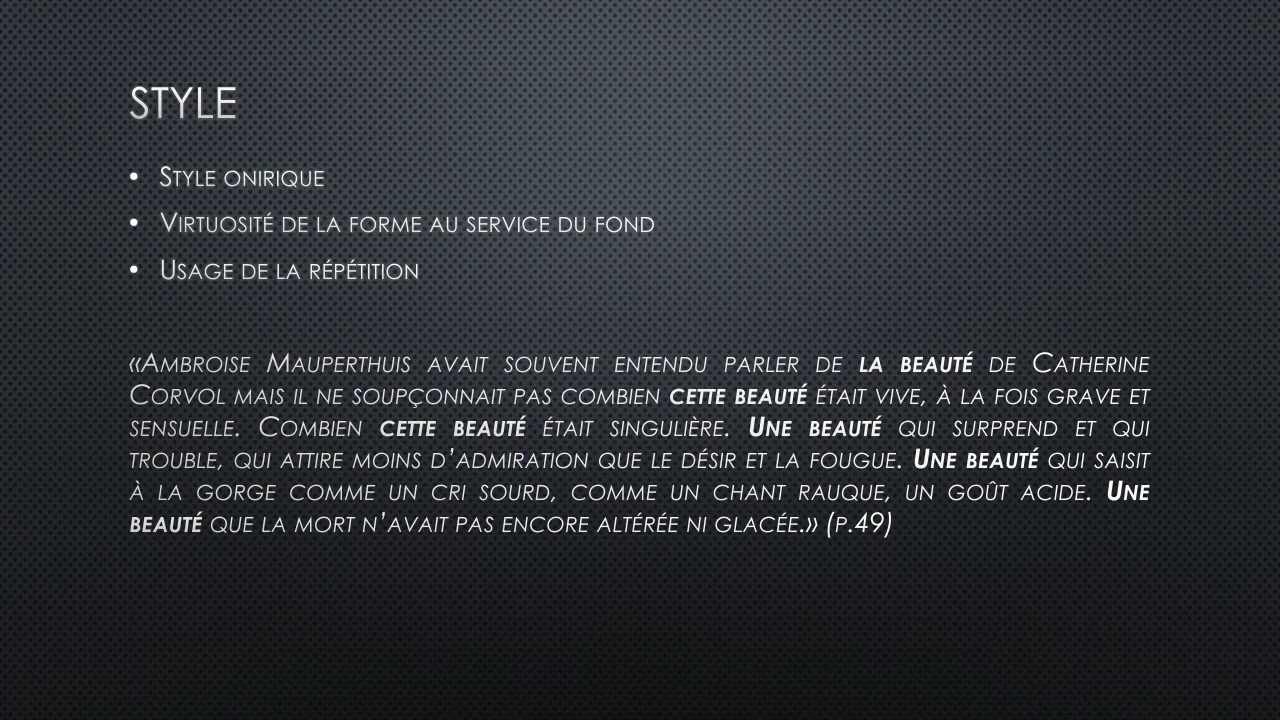 STYLE
• STYLE ONIRIQUE
• VIRTUOSITÉ DE LA FORME AU SERVICE DU FOND
• USAGE DE LA RÉPÉTITION
«AMBROISE MAUPERTHUIS AVAIT SOUVENT ENTENDU PARLER DE LA BEAUTÉ DE CATHERINE
CORVOL MAIS IL NE SOUPÇONNAIT PAS COMBIEN CETTE BEAUTÉ ÉTAIT VIVE, À LA FOIS GRAVE ET
SENSUELLE. COMBIEN CETTE BEAUTÉ ÉTAIT SINGULIÈRE. UNE BEAUTÉ QUI SURPREND ET QUI
TROUBLE, QUI ATTIRE MOINS D’ADMIRATION QUE LE DÉSIR ET LA FOUGUE. UNE BEAUTÉ QUI SAISIT
À LA GORGE COMME UN CRI SOURD, COMME UN CHANT RAUQUE, UN GOÛT ACIDE. UNE
BEAUTÉ QUE LA MORT N’AVAIT PAS ENCORE ALTÉRÉE NI GLACÉE.» (P.49)